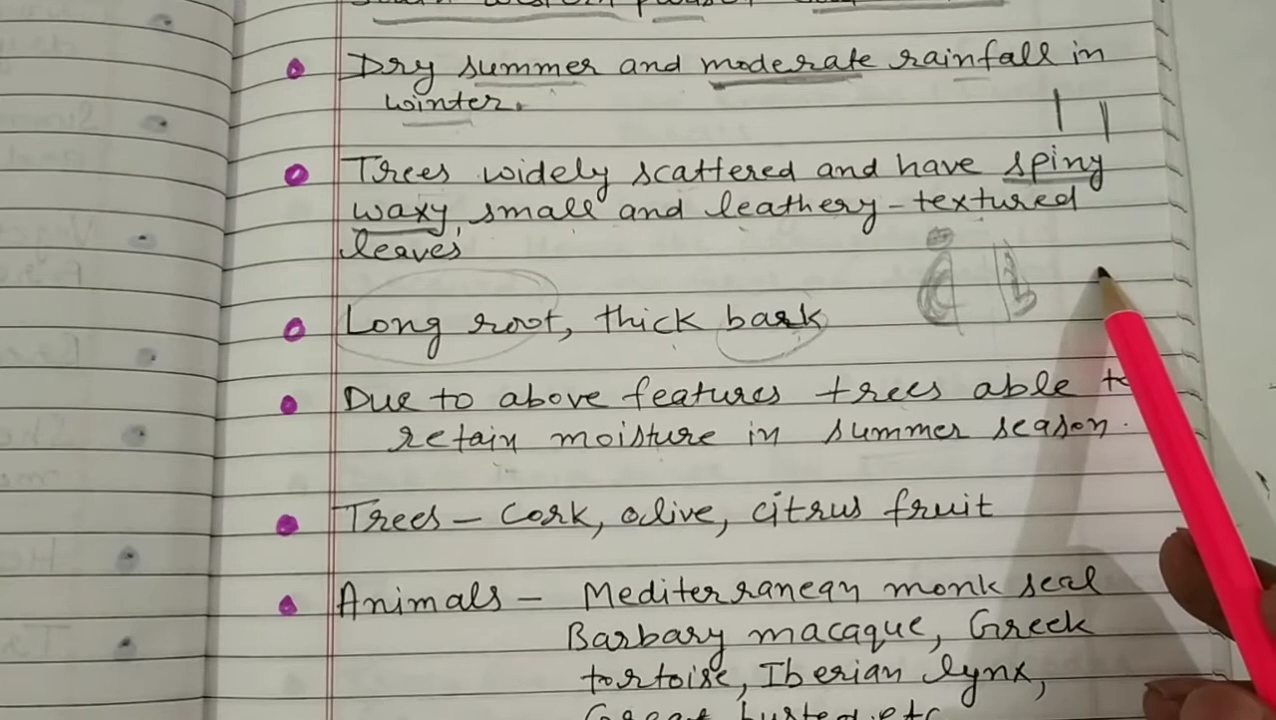 Dry summer and moderate rainfall in
winter.
Trees widely scattered and have spiny
waxy, small and leathery-textured
leaves
Long root, thick bark
Due to above features trees able to
retain moisture in summer season.
Trees - Cork, olive, citrus fruit
Animals - Mediterranean monk seal
Barbary macaque, Greek
tortoise, Iberian lynx,
etc